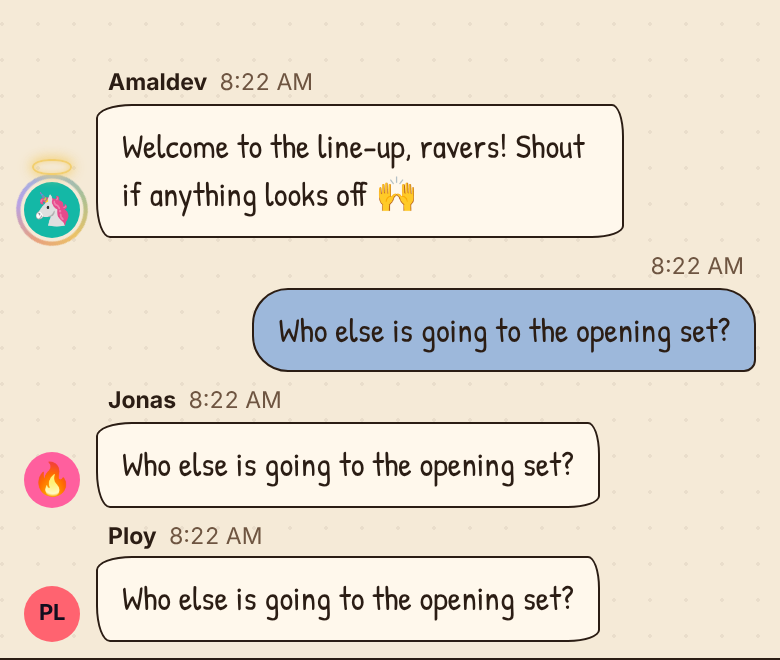 Amaldev 8:22 AM
Welcome to the line-up, ravers! Shout
if anything looks off 🙌
8:22 AM
Who else is going to the opening set?
Jonas 8:22 AM
Who else is going to the opening set?
Ploy 8:22 AM
PL
Who else is going to the opening set?